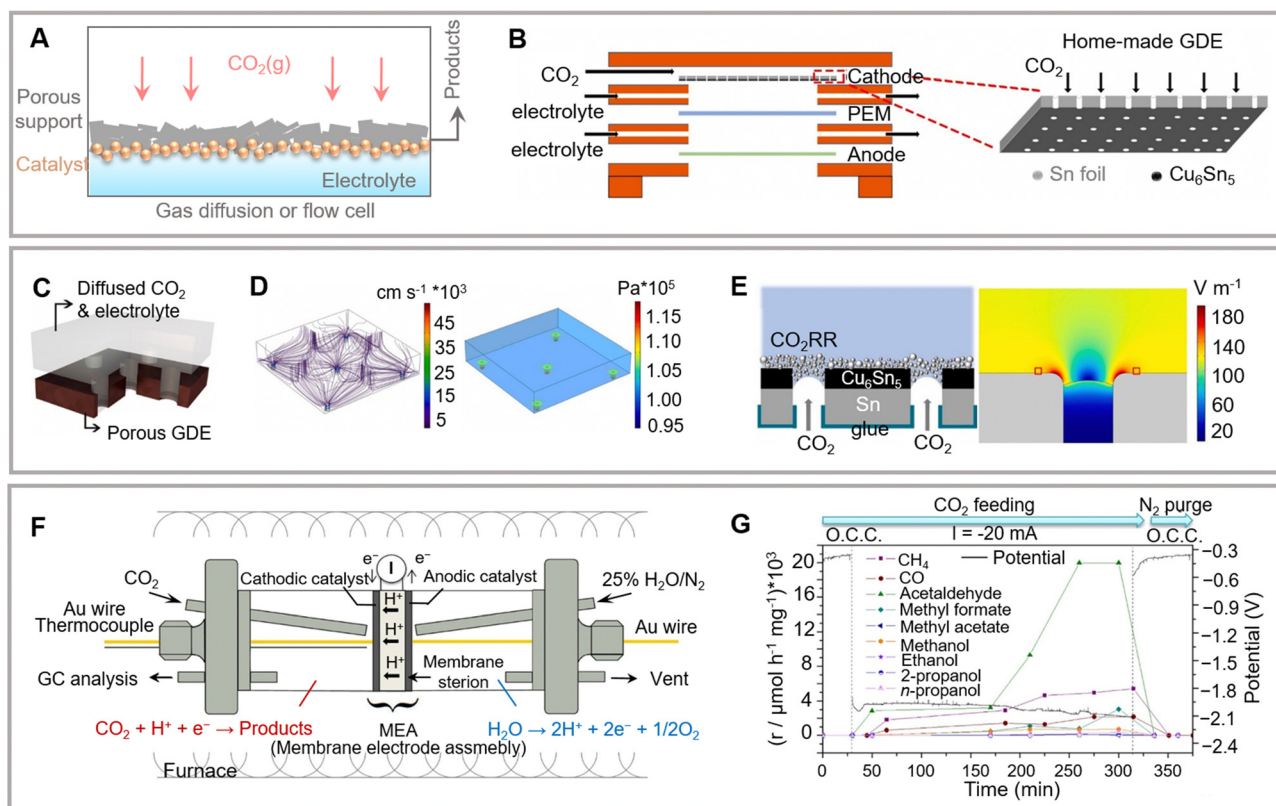 A
CO2(g)
Porous
support
Catalyst
Electrolyte
Products
Gas diffusion or flow cell
B
Home-made GDE
CO2
Cathode
CO2
electrolyte
PEM
electrolyte
Anode
Sn foil
Cu6Sn5
C
Diffused CO2
& electrolyte
Porous GDE
D
cm s-1 *10³
45
35
25
15
5
Pa*10⁵
1.15
1.10
1.05
1.00
0.95
E
CO2RR
Cu6Sn5
Sn
glue
CO2
CO2
V m-1
180
140
100
60
20
F
I
e−
e−
Cathodic catalyst
Anodic catalyst
CO2
25% H2O/N2
H+
Au wire
Thermocouple
H+
Au wire
H+
GC analysis
Membrane
sterion
Vent
CO2 + H+ + e− → Products
MEA
(Membrane electrode assmebly)
H2O → 2H+ + 2e− + 1/2O2
Furnace
G
CO2 feeding
N2 purge
O.C.C.
I = -20 mA
O.C.C.
Potential
CH4
CO
Acetaldehyde
Methyl formate
Methyl acetate
Methanol
Ethanol
2-propanol
n-propanol
(r / μmol h-1 mg-1)*10³
20
16
12
8
4
0
Potential (V)
−0.3
−0.6
−0.9
−1.2
−1.5
−1.8
−2.1
−2.4
0 50 100 150 200 250 300 350
Time (min)